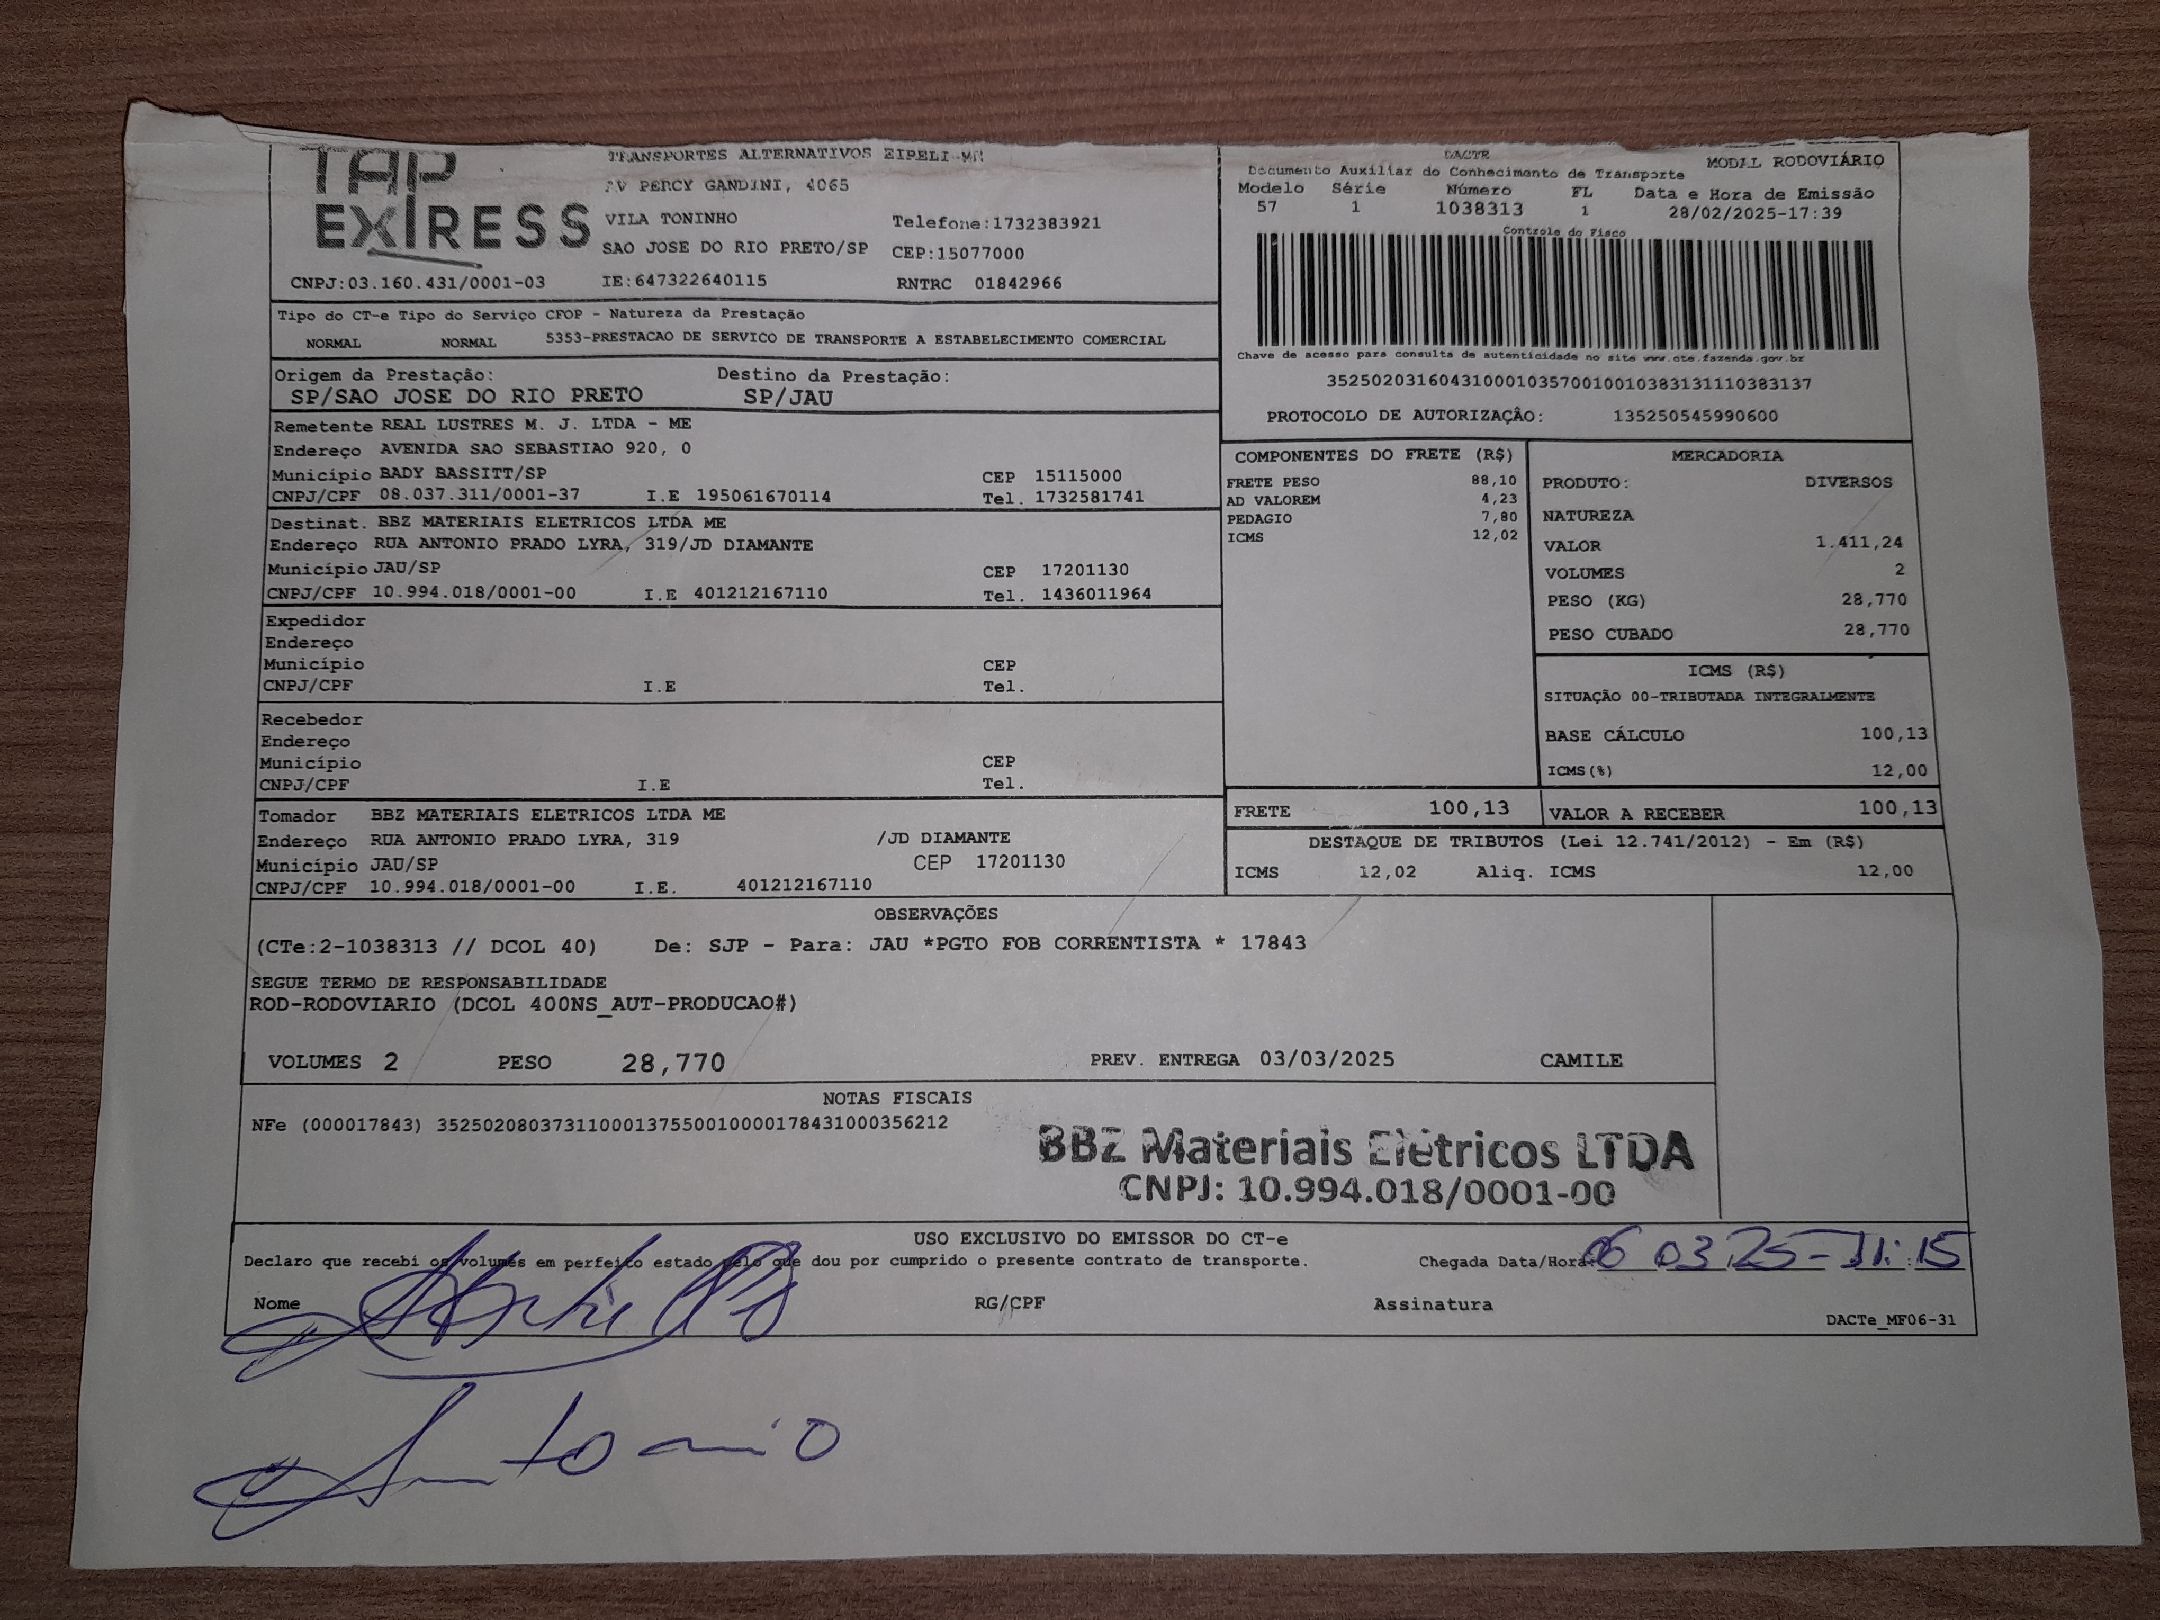 TAP
EXPRESS
TRANSPORTES ALTERNATIVOS EIRELI-ME
AV PERCY GANDINI, 4065
VILA TONINHO Telefone:1732383921
SAO JOSE DO RIO PRETO/SP CEP:15077000
CNPJ:03.160.431/0001-03 IE:647322640115 RNTRC 01842966
DACTE MODAL RODOVIÁRIO
Documento Auxiliar do Conhecimento de Transporte
Modelo Série Número FL Data e Hora de Emissão
57 1 1038313 1 28/02/2025-17:39
Controle do Fisco
Chave de acesso para consulta de autenticidade no site www.cte.fazenda.gov.br
35250203160431000103570010010383131110383137
PROTOCOLO DE AUTORIZAÇÂO: 135250545990600
Tipo do CT-e Tipo do Serviço CFOP - Natureza da Prestação
NORMAL NORMAL 5353-PRESTACAO DE SERVICO DE TRANSPORTE A ESTABELECIMENTO COMERCIAL
Origem da Prestação: Destino da Prestação:
SP/SAO JOSE DO RIO PRETO SP/JAU
Remetente REAL LUSTRES M. J. LTDA - ME
Endereço AVENIDA SAO SEBASTIAO 920, 0
Município BADY BASSITT/SP CEP 15115000
CNPJ/CPF 08.037.311/0001-37 I.E 195061670114 Tel. 1732581741
Destinat. BBZ MATERIAIS ELETRICOS LTDA ME
Endereço RUA ANTONIO PRADO LYRA, 319/JD DIAMANTE
Município JAU/SP CEP 17201130
CNPJ/CPF 10.994.018/0001-00 I.E 401212167110 Tel. 1436011964
Expedidor
Endereço
Município CEP
CNPJ/CPF I.E Tel.
Recebedor
Endereço
Município CEP
CNPJ/CPF I.E Tel.
Tomador BBZ MATERIAIS ELETRICOS LTDA ME
Endereço RUA ANTONIO PRADO LYRA, 319 /JD DIAMANTE
Município JAU/SP CEP 17201130
CNPJ/CPF 10.994.018/0001-00 I.E. 401212167110
COMPONENTES DO FRETE (R$)
FRETE PESO 88,10
AD VALOREM 4,23
PEDAGIO 7,80
ICMS 12,02
MERCADORIA
PRODUTO: DIVERSOS
NATUREZA
VALOR 1.411,24
VOLUMES 2
PESO (KG) 28,770
PESO CUBADO 28,770
ICMS (R$)
SITUAÇÃO 00-TRIBUTADA INTEGRALMENTE
BASE CÁLCULO 100,13
ICMS(%) 12,00
FRETE 100,13 VALOR A RECEBER 100,13
DESTAQUE DE TRIBUTOS (Lei 12.741/2012) - Em (R$)
ICMS 12,02 Aliq. ICMS 12,00
OBSERVAÇÕES
(CTe:2-1038313 // DCOL 40) De: SJP - Para: JAU *PGTO FOB CORRENTISTA * 17843
SEGUE TERMO DE RESPONSABILIDADE
ROD-RODOVIARIO (DCOL 400NS_AUT-PRODUCAO#)
VOLUMES 2 PESO 28,770 PREV. ENTREGA 03/03/2025 CAMILE
NOTAS FISCAIS
NFe (000017843) 35250208037311000137550010000178431000356212
BBZ Materiais Elétricos LTDA
CNPJ: 10.994.018/0001-00
USO EXCLUSIVO DO EMISSOR DO CT-e
Declaro que recebi os volumes em perfeito estado pelo que dou por cumprido o presente contrato de transporte. Chegada Data/Hora: 06 03 25 - 11:15
Nome RG/CPF Assinatura
DACTe_MF06-31
Antonio